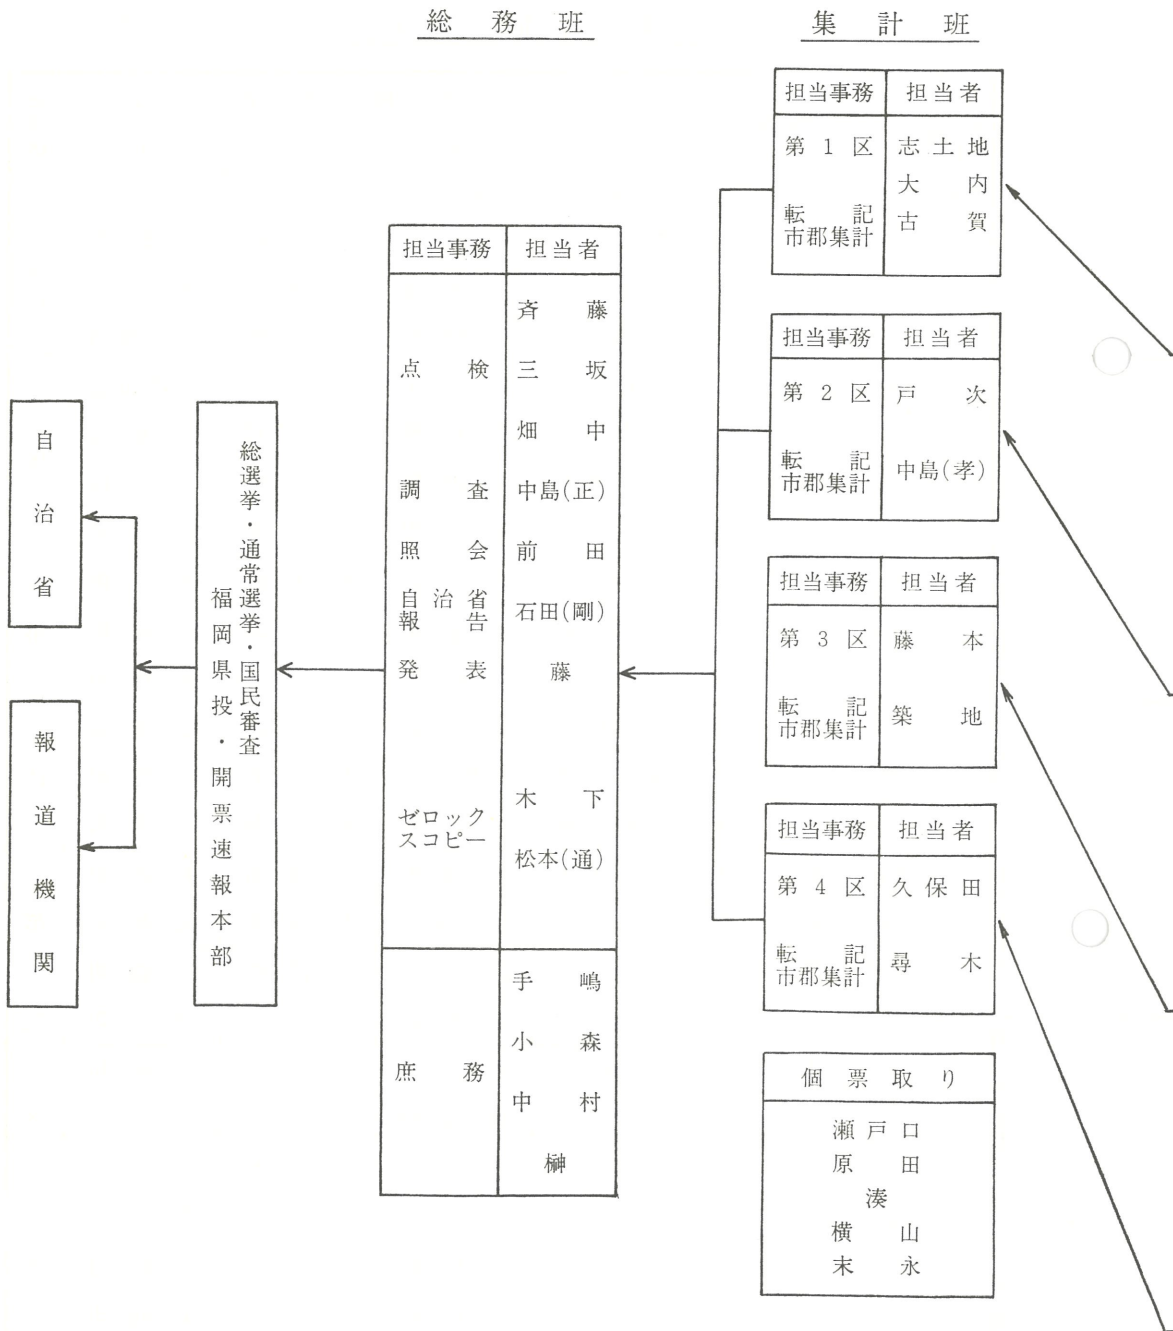 総務班
集計班
担当事務 担当者
第1区 志土地
大内
転記 古賀
市郡集計
担当事務 担当者
第2区 戸次
転記 中島(孝)
市郡集計
担当事務 担当者
第3区 藤本
転記 築地
市郡集計
担当事務 担当者
第4区 久保田
転記 尋木
市郡集計
個票取り
瀬戸口
原田
湊
横山
末永
担当事務 担当者
斉藤
点検 三坂
畑中
調査 中島(正)
照会 前田
自治省 石田(剛)
報告
発表 藤
木下
ゼロック
スコピー
松本(通)
手嶋
小森
庶務
中村
榊
総選挙・通常選挙・国民審査
福岡県投・開票速報本部
自治省
報道機関